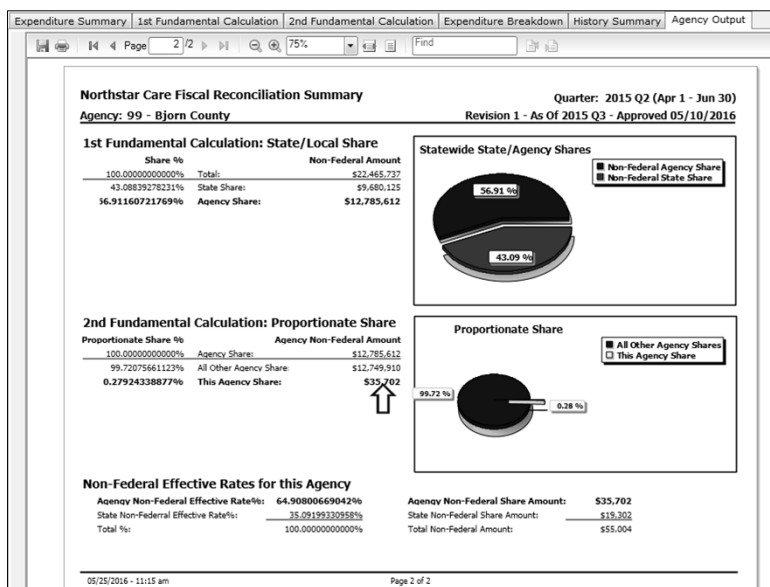 Expenditure Summary 1st Fundamental Calculation 2nd Fundamental Calculation Expenditure Breakdown History Summary Agency Output
Page 2 /2 75% Find
Northstar Care Fiscal Reconciliation Summary Quarter: 2015 Q2 (Apr 1 - Jun 30)
Agency: 99 - Bjorn County Revision 1 - As Of 2015 Q3 - Approved 05/10/2016
1st Fundamental Calculation: State/Local Share
Share % Non-Federal Amount
100.00000000000% Total: $22,465,737
43.08839278231% State Share: $9,680,125
56.91160721769% Agency Share: $12,785,612
Statewide State/Agency Shares
Non-Federal Agency Share
Non-Federal State Share
56.91 %
43.09 %
2nd Fundamental Calculation: Proportionate Share
Proportionate Share % Agency Non-Federal Amount
100.00000000000% Agency Share: $12,785,612
99.72075661123% All Other Agency Share: $12,749,910
0.27924338877% This Agency Share: $35,702
Proportionate Share
All Other Agency Shares
This Agency Share
99.72 %
0.28 %
Non-Federal Effective Rates for this Agency
Agency Non-Federal Effective Rate%: 64.90800669042% Agency Non-Federal Share Amount: $35,702
State Non-Federral Effective Rate%: 35.09199330958% State Non-Federal Share Amount: $19,302
Total %: 100.00000000000% Total Non-Federal Amount: $55,004
05/25/2016 - 11:15 am Page 2 of 2